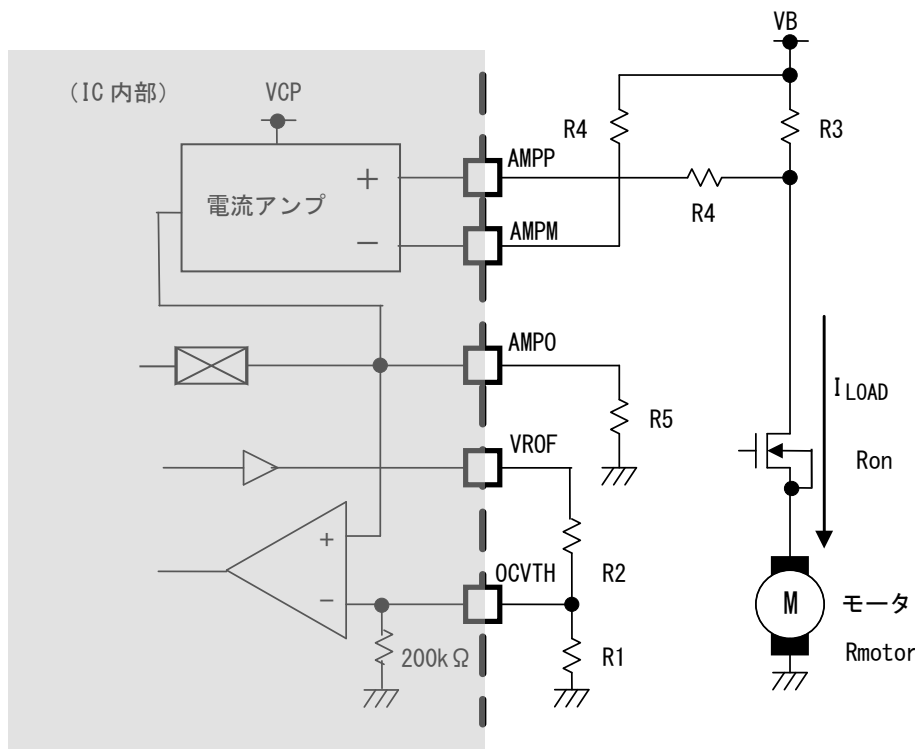 VB
(IC 内部)
VCP
R4
R3
AMPP
+
電流アンプ
R4
−
AMPM
AMPO
I LOAD
R5
VROF
Ron
+
OCVTH
R2
−
M
モータ
200kΩ
R1
Rmotor